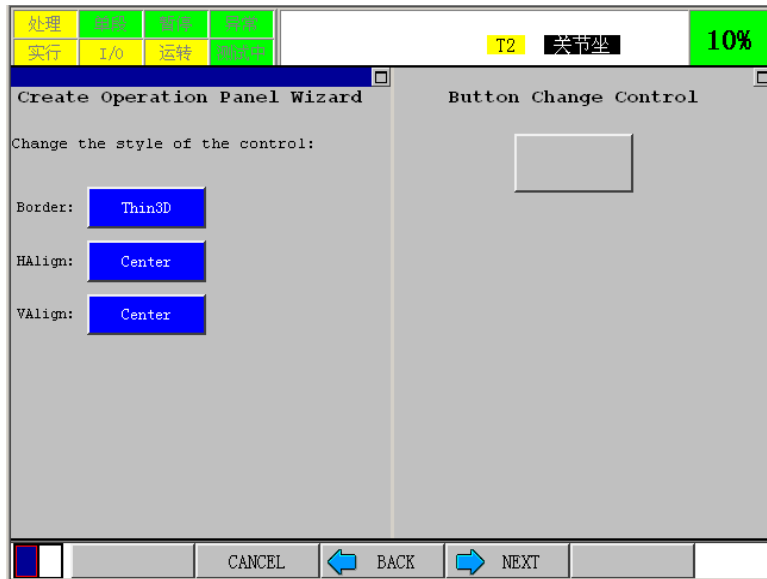 处理 单段 暂停 异常
实行 I/O 运转 测试中
T2 关节坐 10%
Create Operation Panel Wizard
Change the style of the control:
Border: Thin3D
HAlign: Center
VAlign: Center
Button Change Control
CANCEL BACK NEXT